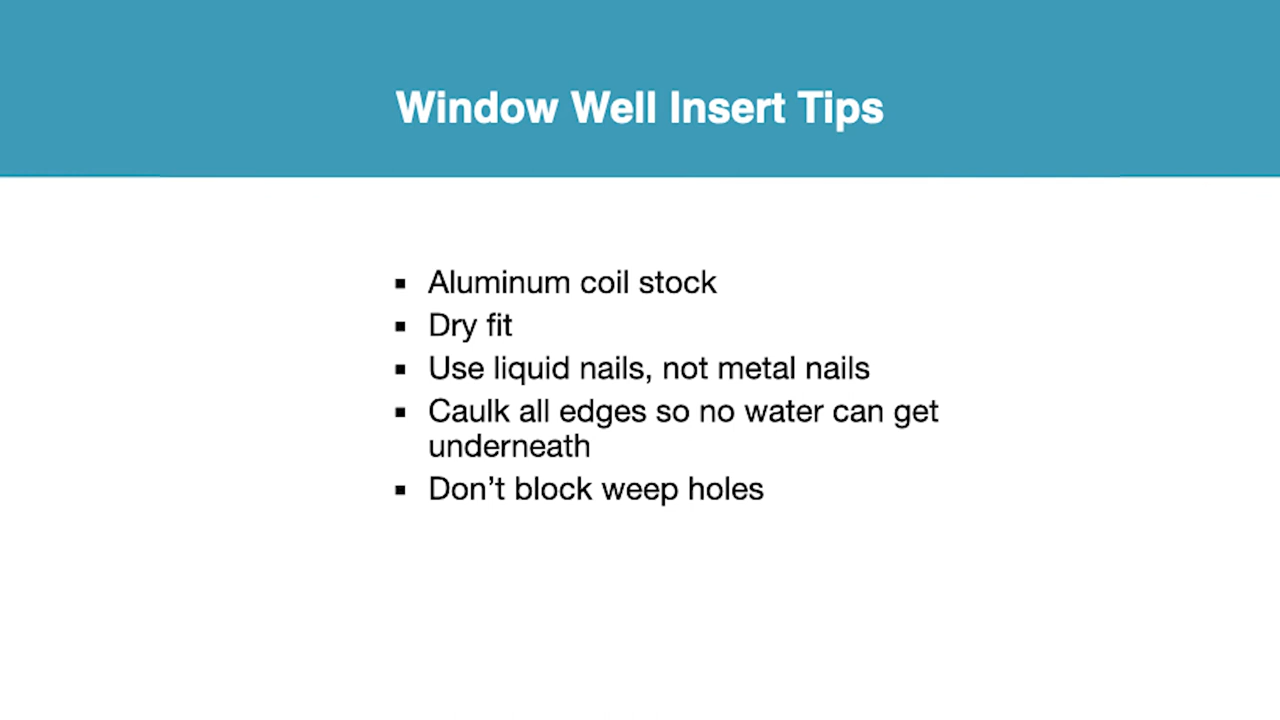 Window Well Insert Tips
▪ Aluminum coil stock
▪ Dry fit
▪ Use liquid nails, not metal nails
▪ Caulk all edges so no water can get
underneath
▪ Don’t block weep holes